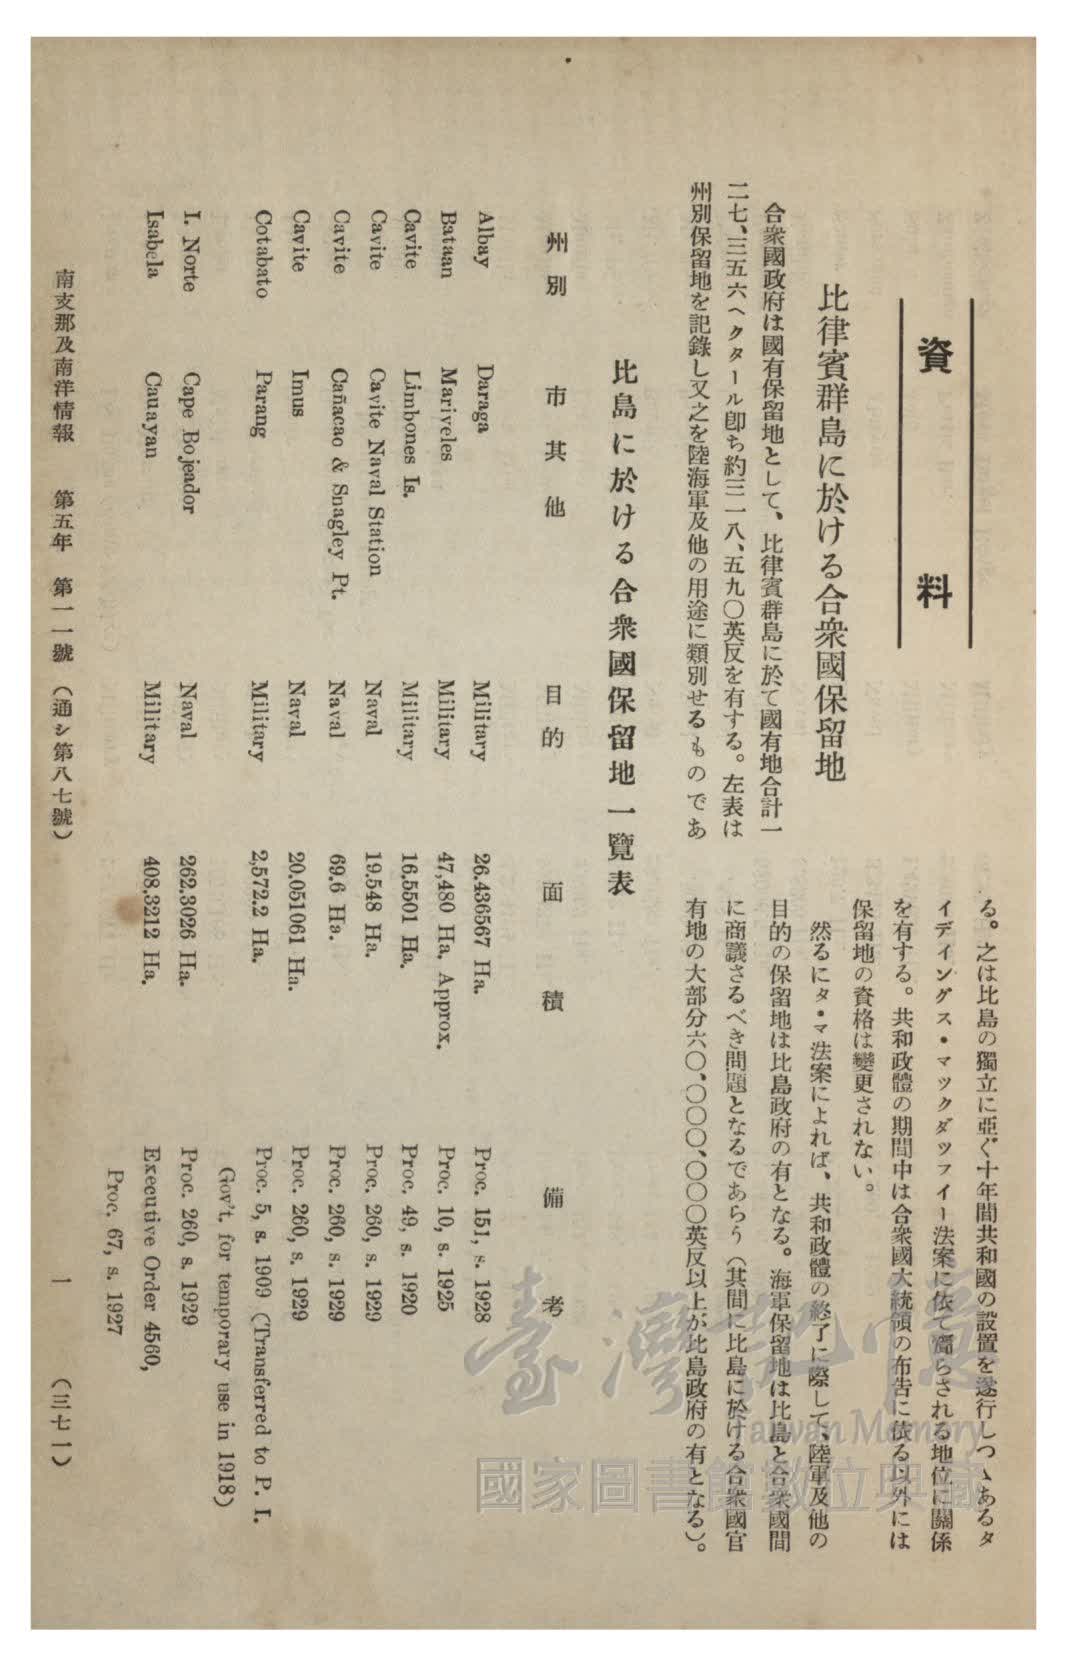 資料
比律賓群島に於ける合衆國保留地
合衆國政府は國有保留地として、比律賓群島に於て國有地合計一
二七、三五六ヘクタール卽ち約三一八、五九〇英反を有する。左表は
州別保留地を記錄し又之を陸海軍及他の用途に類別せるものであ
る。之は比島の獨立に亞ぐ十年間共和國の設置を遂行しつゝあるタ
イデイングス・マツクダツフイー法案に依て齎らされる地位に關係
を有する。共和政體の期間中は合衆國大統領の布告に依る以外には
保留地の資格は變更されない。
然るにタ・マ法案によれば、共和政體の終了に際して、陸軍及他の
目的の保留地は比島政府の有となる。海軍保留地は比島と合衆國間
に商議さるべき問題となるであらう（其間に比島に於ける合衆國官
有地の大部分六〇、〇〇〇、〇〇〇英反以上が比島政府の有となる）。
比島に於ける合衆國保留地一覽表
州別 市其他 目的 面積 備考
Albay Daraga Military 26.436567 Ha. Proc. 151, s. 1928
Bataan Mariveles Military 47,480 Ha. Approx. Proc. 10, s. 1925
Cavite Limbones Is. Military 16.5501 Ha. Proc. 49, s. 1920
Cavite Cavite Naval Station Naval 19.548 Ha. Proc. 260, s. 1929
Cavite Cañacao & Snagley Pt. Naval 69.6 Ha. Proc. 260, s. 1929
Cavite Imus Naval 20.051061 Ha. Proc. 260, s. 1929
Cotabato Parang Military 2,572.2 Ha. Proc. 5, s. 1909 (Transferred to P. I.
Gov't. for temporary use in 1918)
I. Norte Cape Bojeador Naval 262.3026 Ha. Proc. 260, s. 1929
Isabela Cauayan Military 408.3212 Ha. Executive Order 4560,
Proc. 67, s. 1927
南支那及南洋情報 第五年 第一一號 （通シ第八七號） 一 （三七一）
臺灣記憶
Taiwan Memory
國家圖書館數位典藏